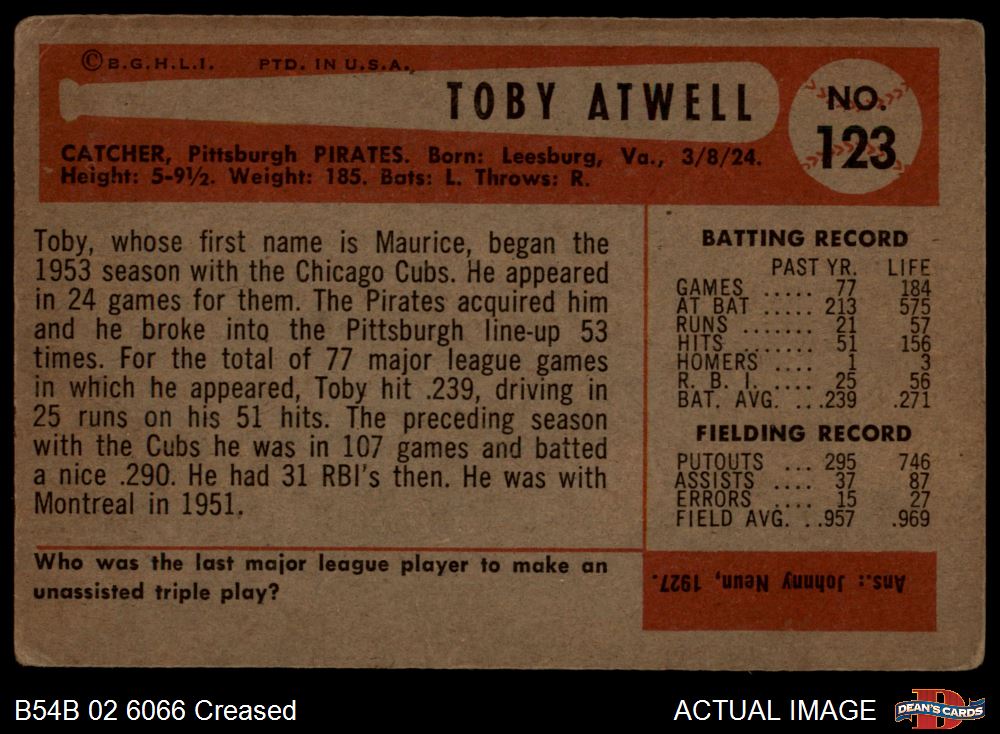 © B.G.H.L.I. PTD. IN U.S.A.
TOBY ATWELL
NO.
123
CATCHER, Pittsburgh PIRATES. Born: Leesburg, Va., 3/8/24.
Height: 5-9½. Weight: 185. Bats: L. Throws: R.
Toby, whose first name is Maurice, began the
1953 season with the Chicago Cubs. He appeared
in 24 games for them. The Pirates acquired him
and he broke into the Pittsburgh line-up 53
times. For the total of 77 major league games
in which he appeared, Toby hit .239, driving in
25 runs on his 51 hits. The preceding season
with the Cubs he was in 107 games and batted
a nice .290. He had 31 RBI's then. He was with
Montreal in 1951.
BATTING RECORD
PAST YR. LIFE
GAMES ..... 77 184
AT BAT ..... 213 575
RUNS ....... 21 57
HITS ........ 51 156
HOMERS .... 1 3
R. B. I. .... 25 56
BAT. AVG. ...239 .271
FIELDING RECORD
PUTOUTS ... 295 746
ASSISTS .... 37 87
ERRORS .... 15 27
FIELD AVG. ..957 .969
Who was the last major league player to make an
unassisted triple play?
Ans.: Johnny Neun, 1927.
B54B 02 6066 Creased
ACTUAL IMAGE
DEAN'S CARDS